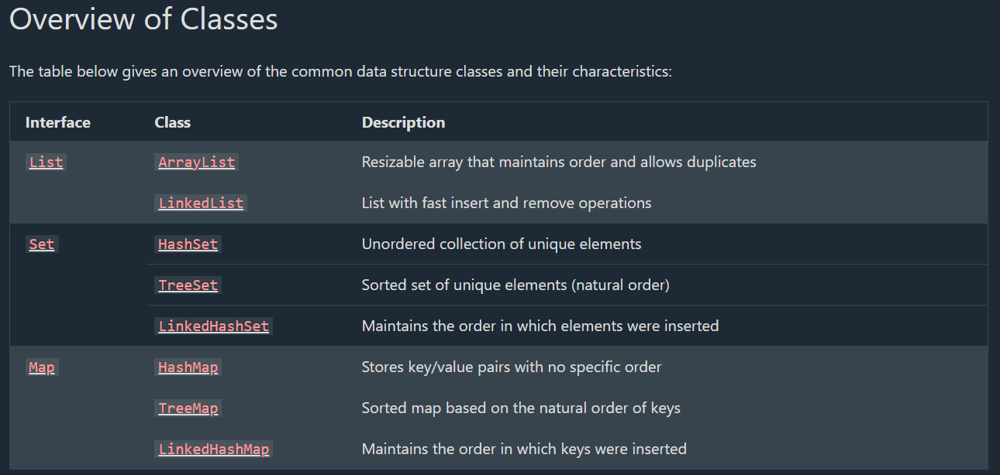 Overview of Classes
The table below gives an overview of the common data structure classes and their characteristics:
Interface Class Description
List ArrayList Resizable array that maintains order and allows duplicates
LinkedList List with fast insert and remove operations
Set HashSet Unordered collection of unique elements
TreeSet Sorted set of unique elements (natural order)
LinkedHashSet Maintains the order in which elements were inserted
Map HashMap Stores key/value pairs with no specific order
TreeMap Sorted map based on the natural order of keys
LinkedHashMap Maintains the order in which keys were inserted